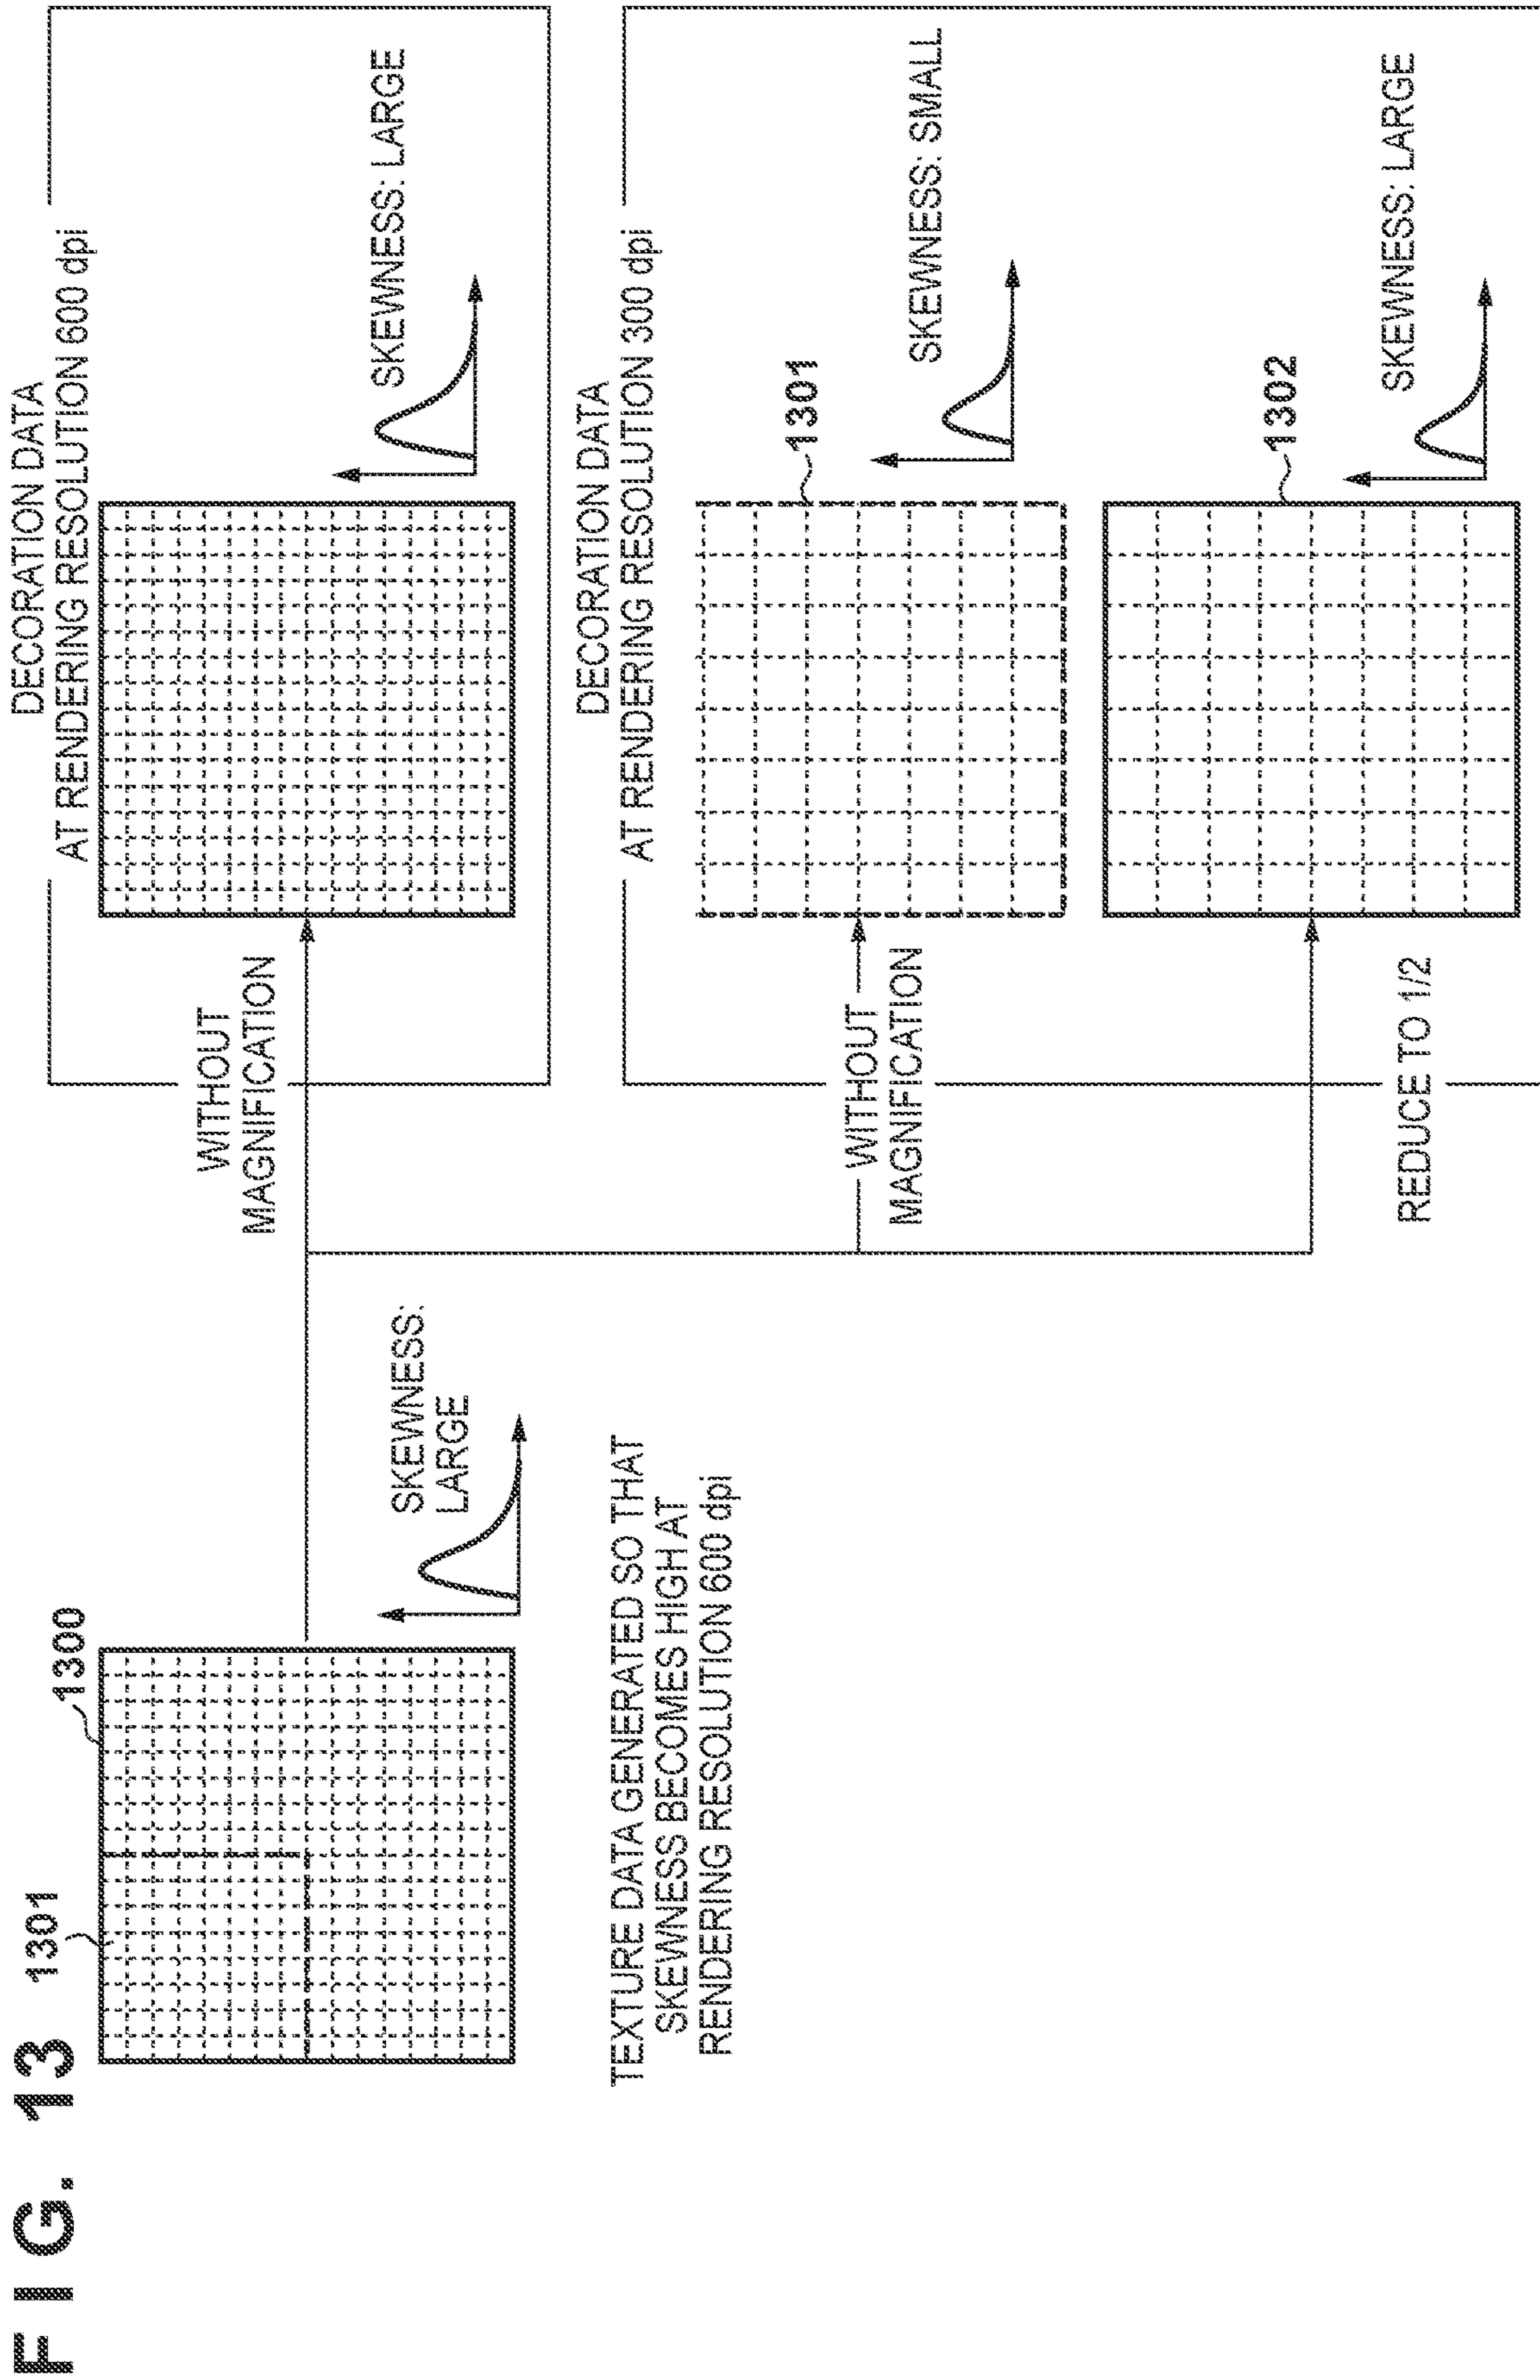 FIG. 13
1301
1300
SKEWNESS:
LARGE
TEXTURE DATA GENERATED SO THAT
SKEWNESS BECOMES HIGH AT
RENDERING RESOLUTION 600 dpi
WITHOUT
MAGNIFICATION
DECORATION DATA
AT RENDERING RESOLUTION 600 dpi
SKEWNESS: LARGE
WITHOUT
MAGNIFICATION
DECORATION DATA
AT RENDERING RESOLUTION 300 dpi
1301
SKEWNESS: SMALL
REDUCE TO 1/2
1302
SKEWNESS: LARGE